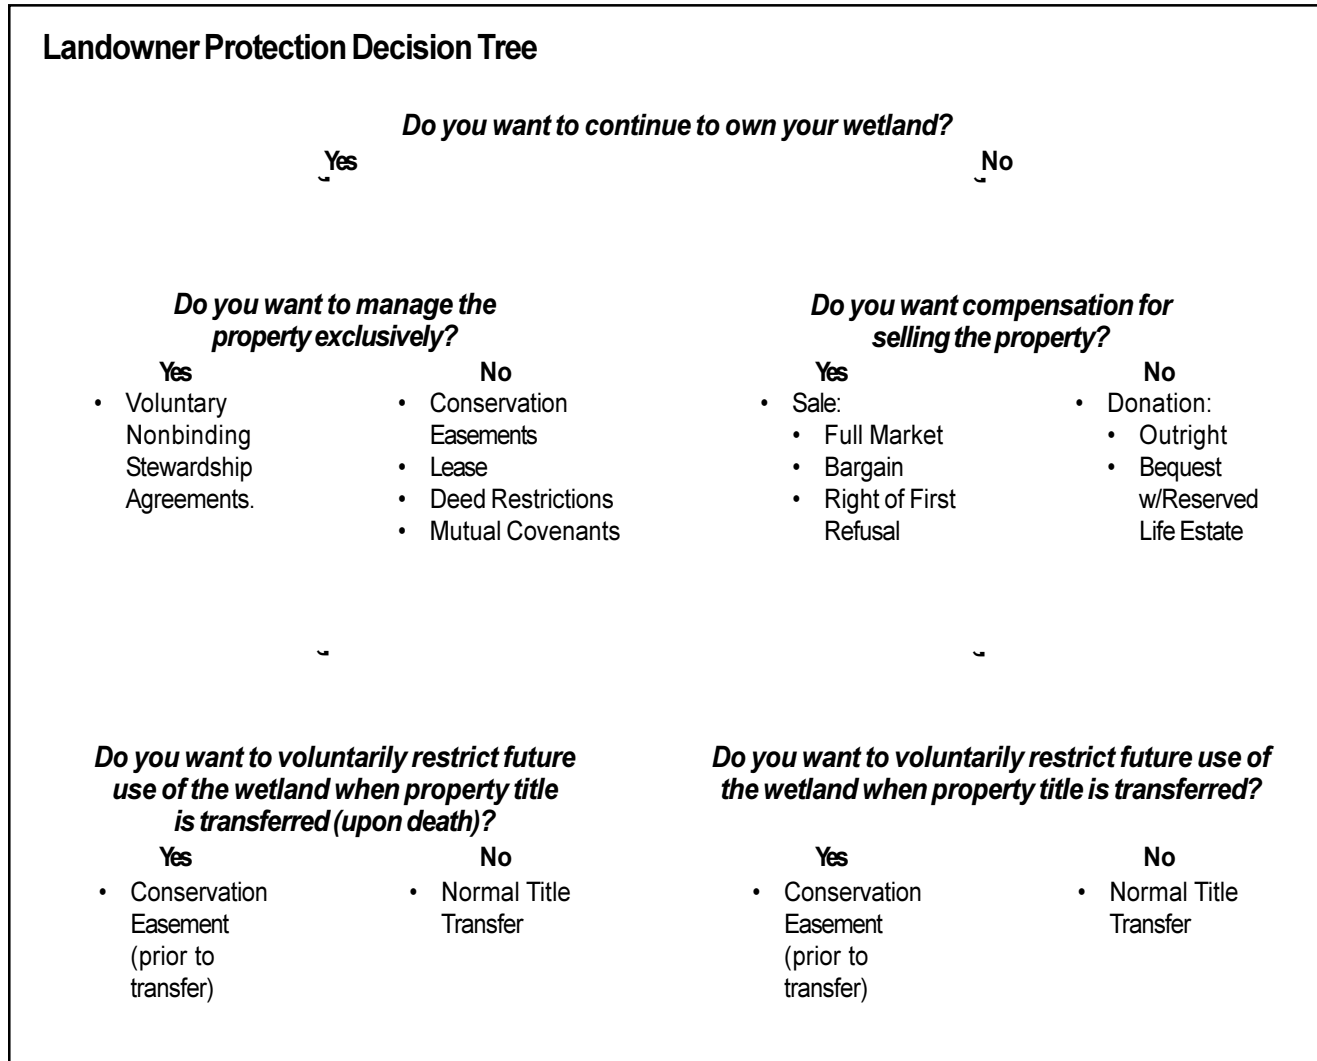 Landowner Protection Decision Tree
Do you want to continue to own your wetland?
Yes
No
Do you want to manage the
property exclusively?
Yes
• Voluntary
Nonbinding
Stewardship
Agreements.
No
• Conservation
Easements
• Lease
• Deed Restrictions
• Mutual Covenants
Do you want compensation for
selling the property?
Yes
• Sale:
• Full Market
• Bargain
• Right of First
Refusal
No
• Donation:
• Outright
• Bequest
w/Reserved
Life Estate
Do you want to voluntarily restrict future
use of the wetland when property title
is transferred (upon death)?
Yes
• Conservation
Easement
(prior to
transfer)
No
• Normal Title
Transfer
Do you want to voluntarily restrict future use of
the wetland when property title is transferred?
Yes
• Conservation
Easement
(prior to
transfer)
No
• Normal Title
Transfer